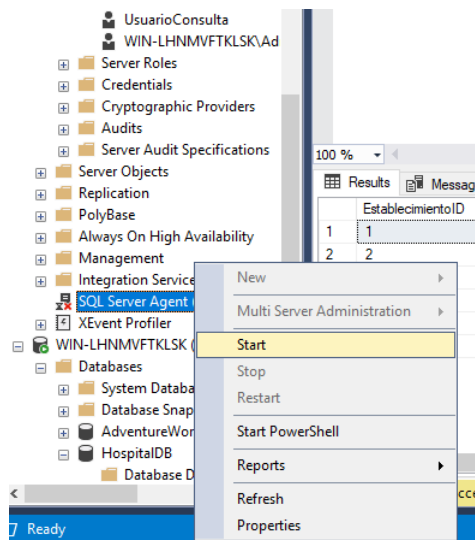 UsuarioConsulta
WIN-LHNMVFTKLSK\Ad
Server Roles
Credentials
Cryptographic Providers
Audits
Server Audit Specifications
Server Objects
Replication
PolyBase
Always On High Availability
Management
Integration Service
SQL Server Agent (
XEvent Profiler
WIN-LHNMVFTKLSK (
Databases
System Databa
Database Snap
AdventureWor
HospitalDB
Database D
100 %
Results
Messag
EstablecimientoID
1 1
2 2
New
Multi Server Administration
Start
Stop
Restart
Start PowerShell
Reports
Refresh
Properties
cce
Ready